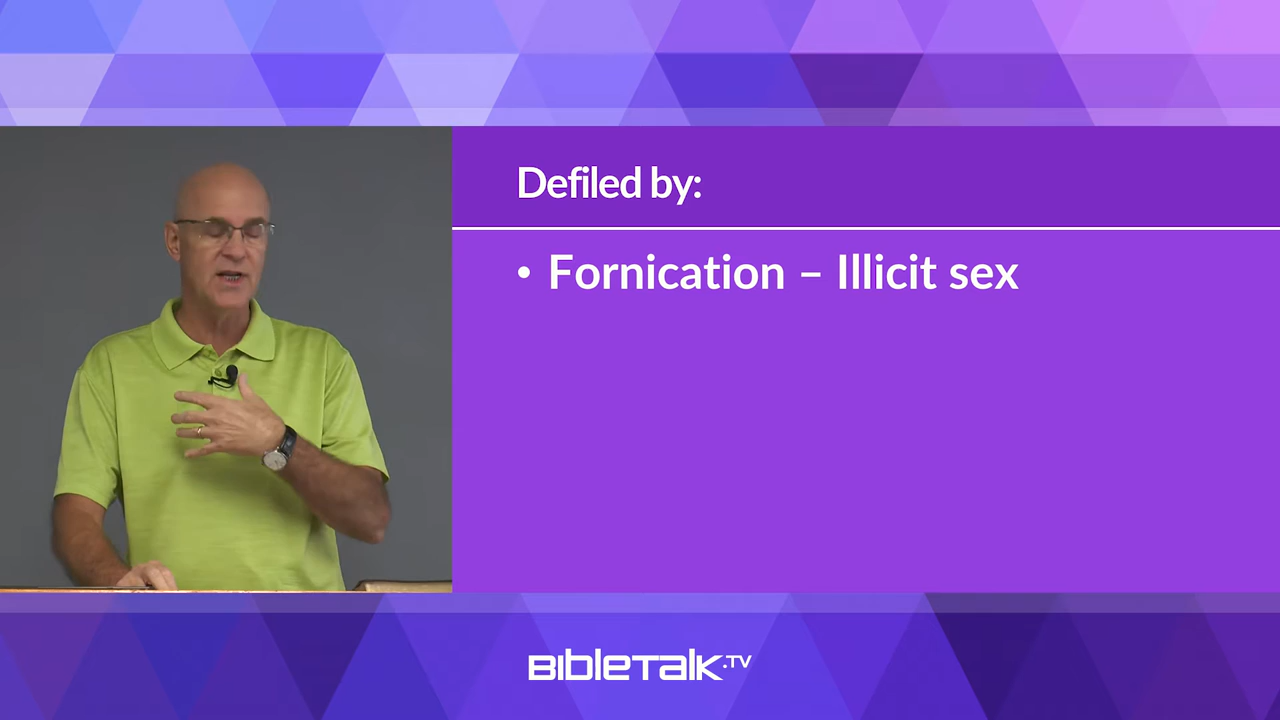 Defiled by:
• Fornication – Illicit sex
BIBLETALK.TV